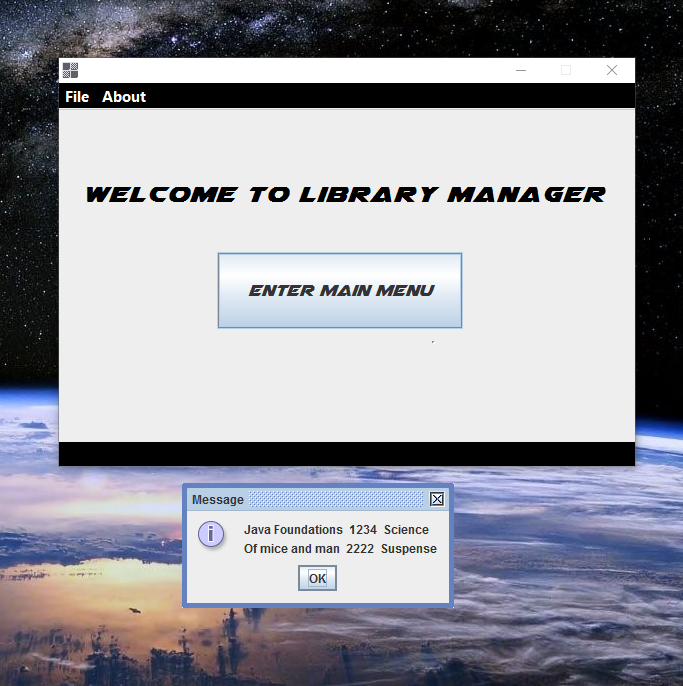 File About
WELCOME TO LIBRARY MANAGER
ENTER MAIN MENU
Message
Java Foundations 1234 Science
Of mice and man 2222 Suspense
OK